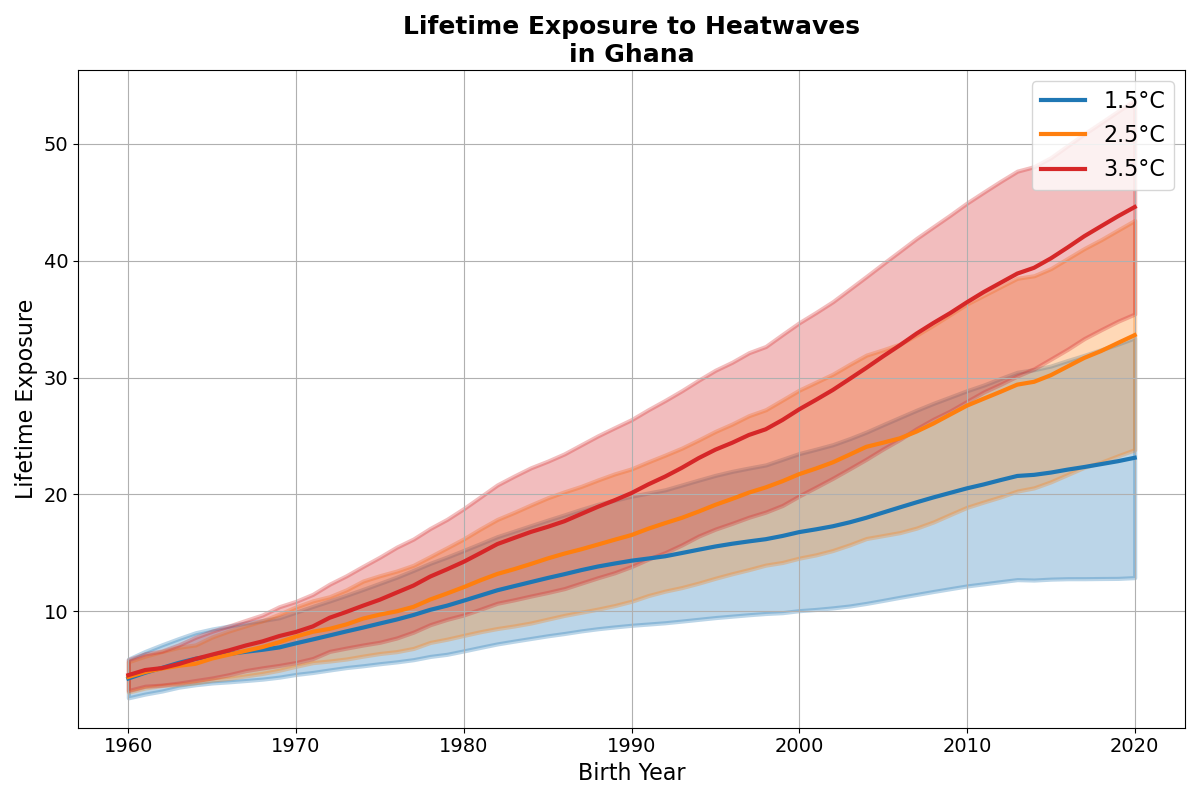 Lifetime Exposure to Heatwaves
in Ghana
1.5°C
2.5°C
3.5°C
Lifetime Exposure
50
40
30
20
10
1960 1970 1980 1990 2000 2010 2020
Birth Year